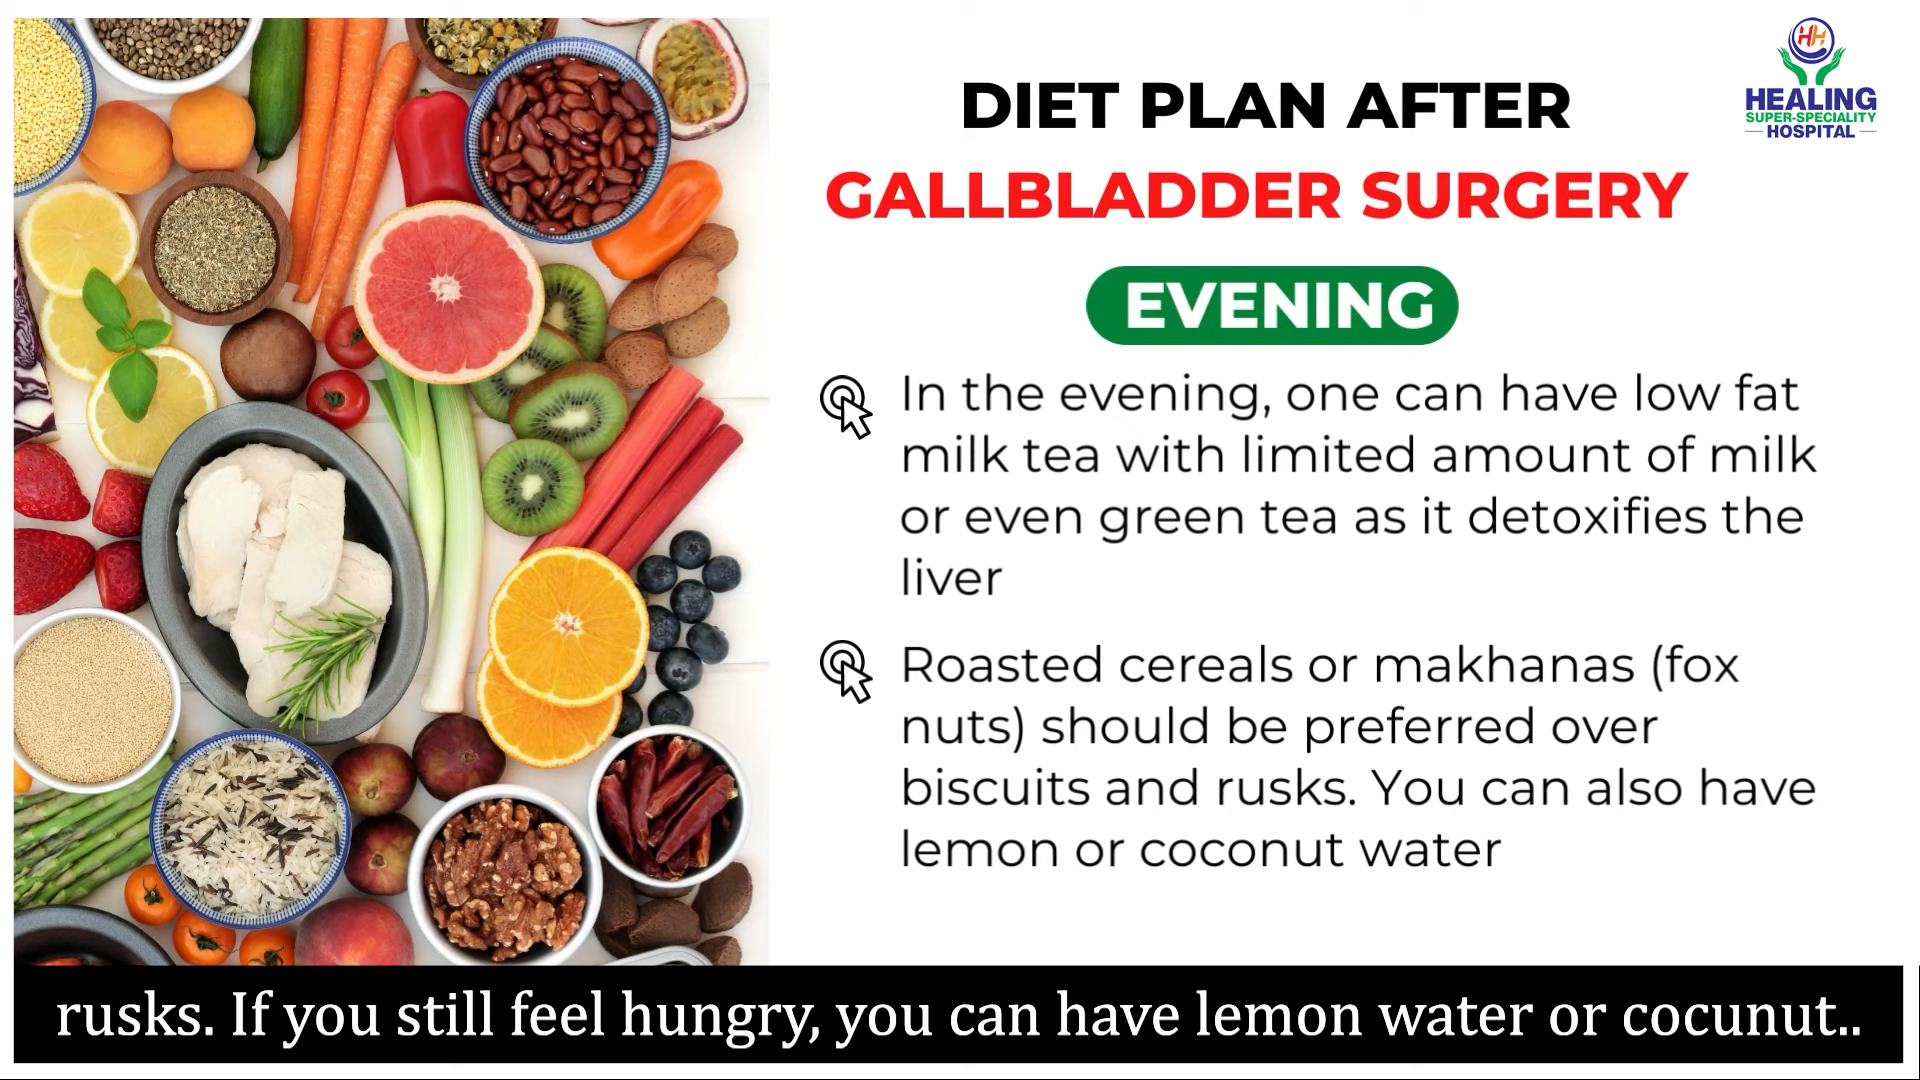 DIET PLAN AFTER
GALLBLADDER SURGERY
HH
HEALING
SUPER-SPECIALITY
HOSPITAL
EVENING
In the evening, one can have low fat
milk tea with limited amount of milk
or even green tea as it detoxifies the
liver
Roasted cereals or makhanas (fox
nuts) should be preferred over
biscuits and rusks. You can also have
lemon or coconut water
rusks. If you still feel hungry, you can have lemon water or cocunut..